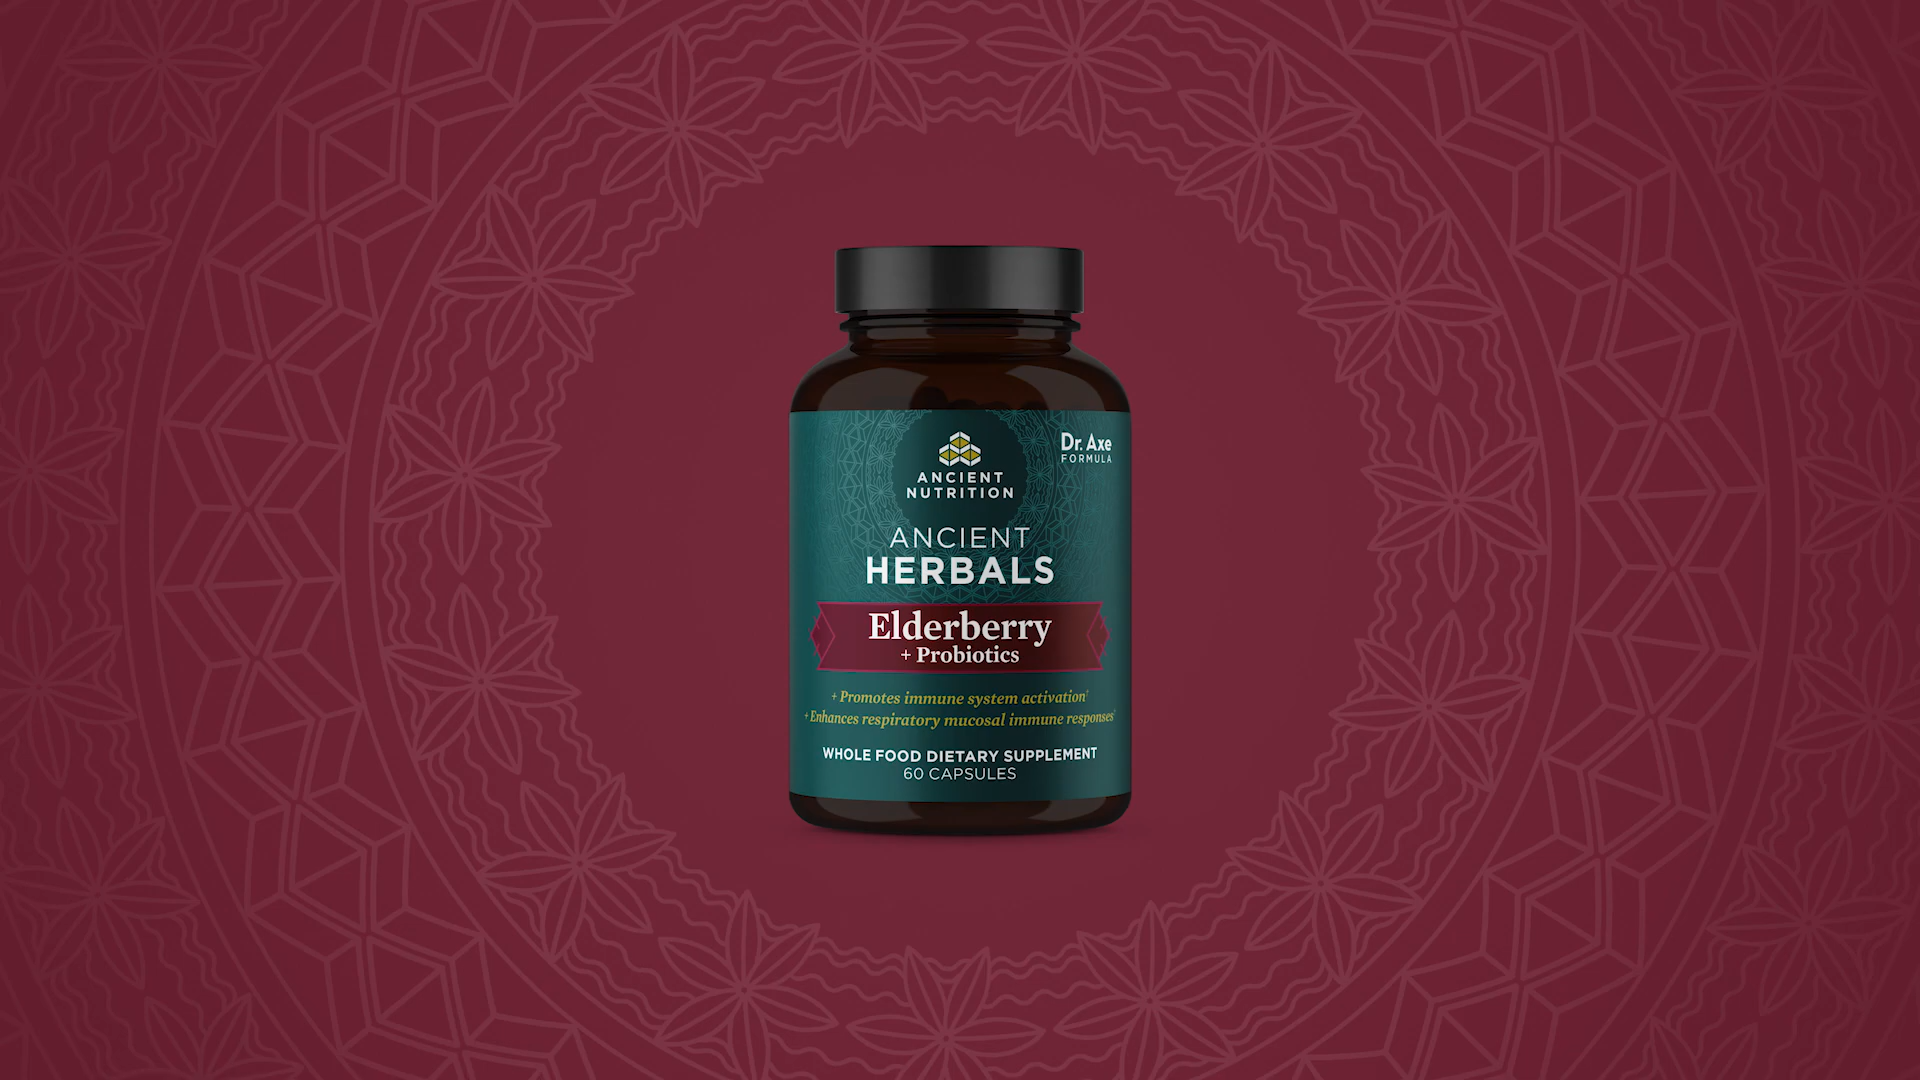 ANCIENT
NUTRITION
Dr. Axe
FORMULA
ANCIENT
HERBALS
Elderberry
+ Probiotics
+ Promotes immune system activation†
+ Enhances respiratory mucosal immune responses†
WHOLE FOOD DIETARY SUPPLEMENT
60 CAPSULES